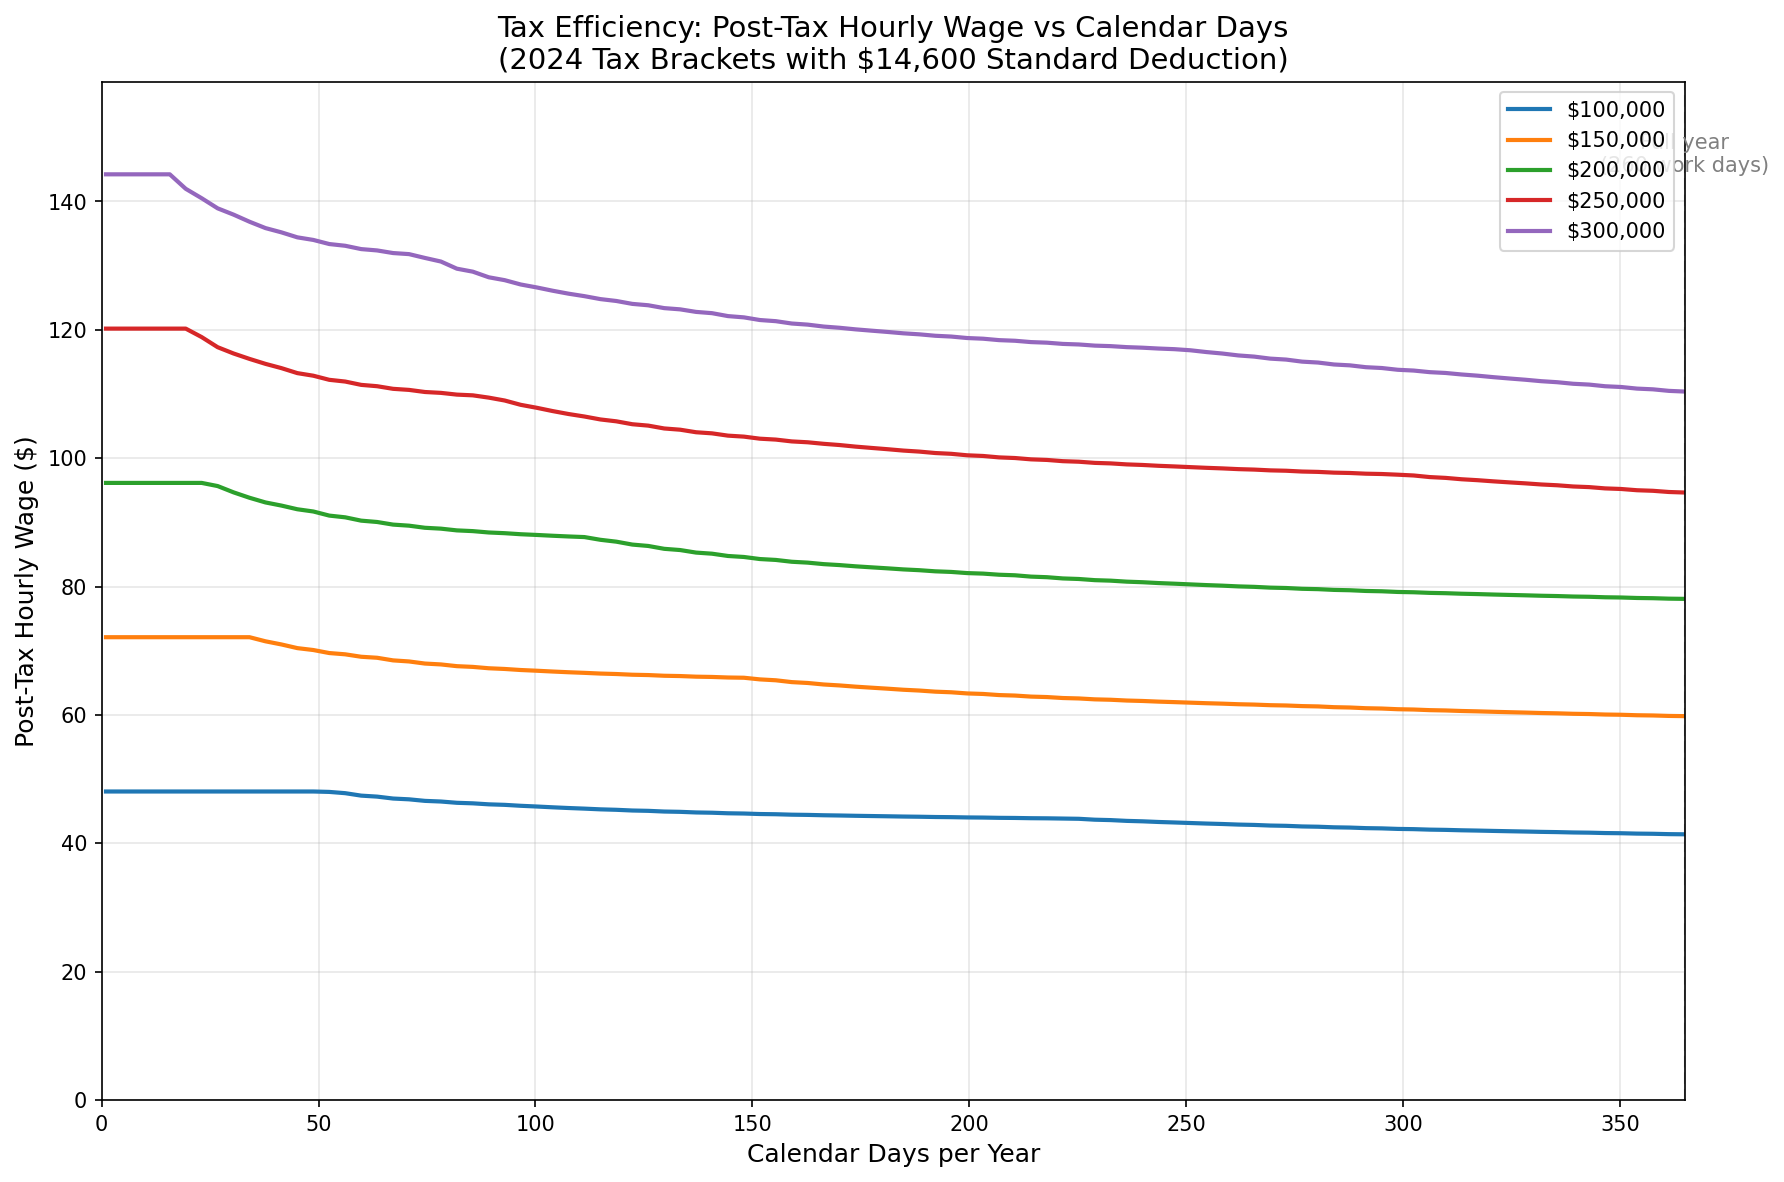 Tax Efficiency: Post-Tax Hourly Wage vs Calendar Days
(2024 Tax Brackets with $14,600 Standard Deduction)
$100,000
$150,000
year
$200,000
work days)
$250,000
$300,000
Post-Tax Hourly Wage ($)
140
120
100
80
60
40
20
0
0 50 100 150 200 250 300 350
Calendar Days per Year